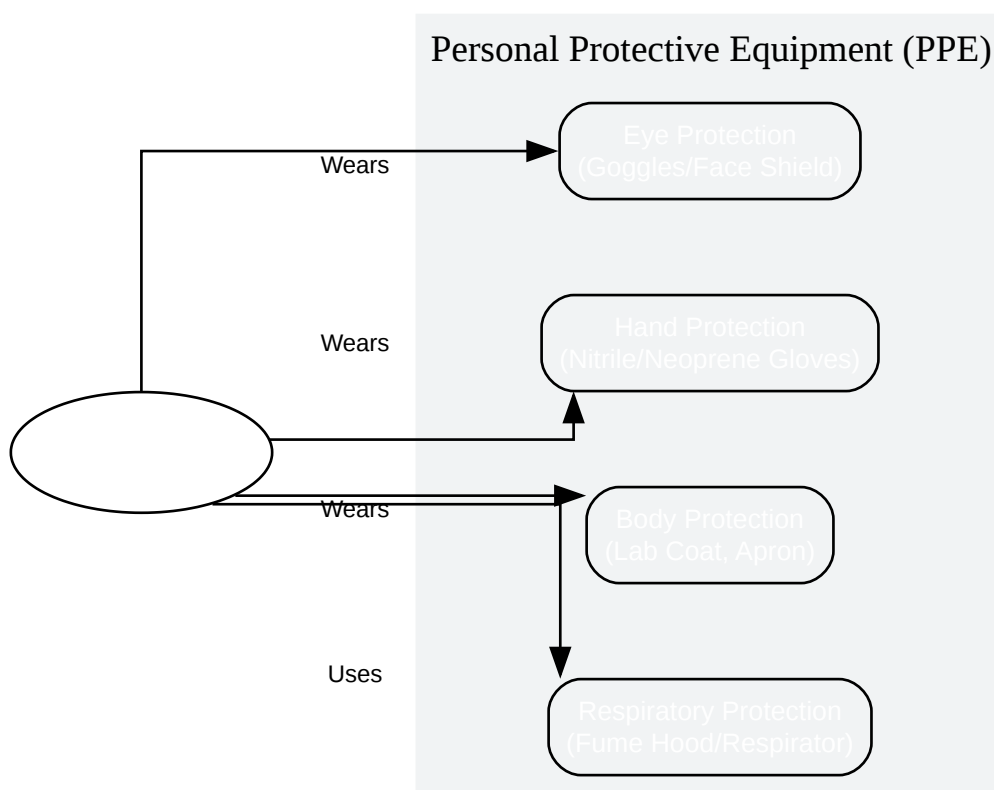 Personal Protective Equipment (PPE)
Eye Protection
(Goggles/Face Shield)
Wears
Hand Protection
(Nitrile/Neoprene Gloves)
Wears
Wears
Body Protection
(Lab Coat, Apron)
Uses
Respiratory Protection
(Fume Hood/Respirator)